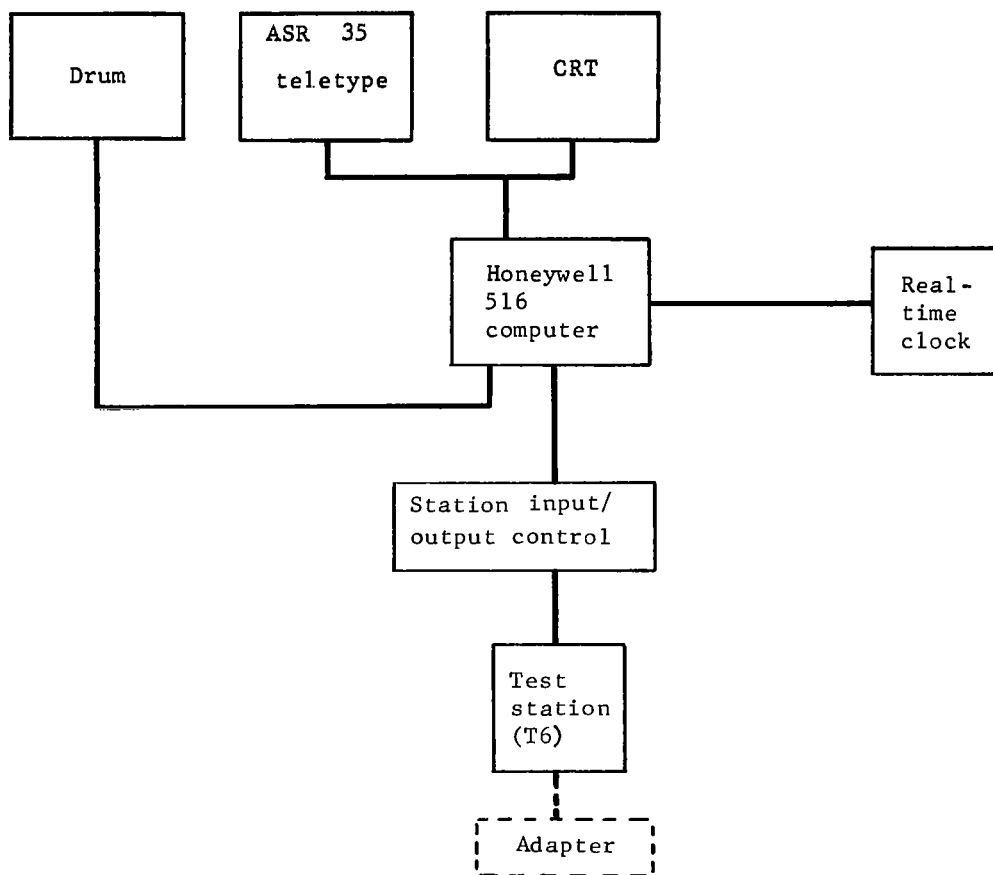 Drum
ASR 35
teletype
CRT
Honeywell
516
computer
Real-
time
clock
Station input/
output control
Test
station
(T6)
Adapter